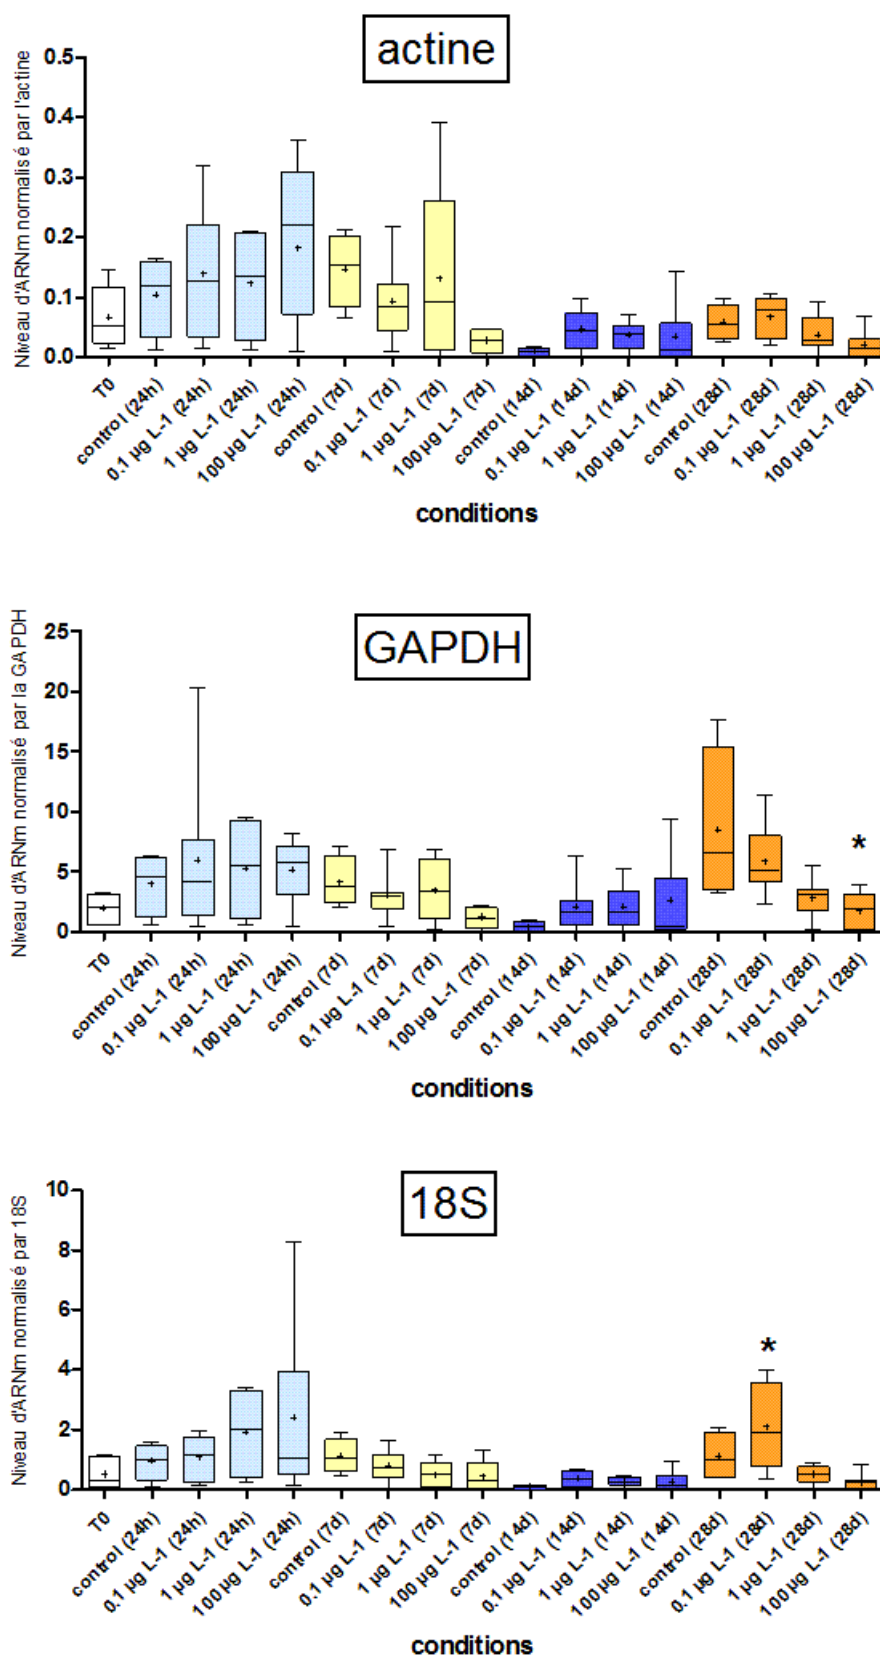 actine
Niveau d'ARNm normalisé par l'actine
0.5
0.4
0.3
0.2
0.1
0.0
T0
control (24h)
0.1 µg L-1 (24h)
1 µg L-1 (24h)
100 µg L-1 (24h)
control (7d)
0.1 µg L-1 (7d)
1 µg L-1 (7d)
100 µg L-1 (7d)
control (14d)
0.1 µg L-1 (14d)
1 µg L-1 (14d)
100 µg L-1 (14d)
control (28d)
0.1 µg L-1 (28d)
1 µg L-1 (28d)
100 µg L-1 (28d)
conditions
GAPDH
Niveau d'ARNm normalisé par la GAPDH
25
20
15
10
5
0
*
T0
control (24h)
0.1 µg L-1 (24h)
1 µg L-1 (24h)
100 µg L-1 (24h)
control (7d)
0.1 µg L-1 (7d)
1 µg L-1 (7d)
100 µg L-1 (7d)
control (14d)
0.1 µg L-1 (14d)
1 µg L-1 (14d)
100 µg L-1 (14d)
control (28d)
0.1 µg L-1 (28d)
1 µg L-1 (28d)
100 µg L-1 (28d)
conditions
18S
Niveau d'ARNm normalisé par 18S
10
8
6
4
2
0
*
T0
control (24h)
0.1 µg L-1 (24h)
1 µg L-1 (24h)
100 µg L-1 (24h)
control (7d)
0.1 µg L-1 (7d)
1 µg L-1 (7d)
100 µg L-1 (7d)
control (14d)
0.1 µg L-1 (14d)
1 µg L-1 (14d)
100 µg L-1 (14d)
control (28d)
0.1 µg L-1 (28d)
1 µg L-1 (28d)
100 µg L-1 (28d)
conditions